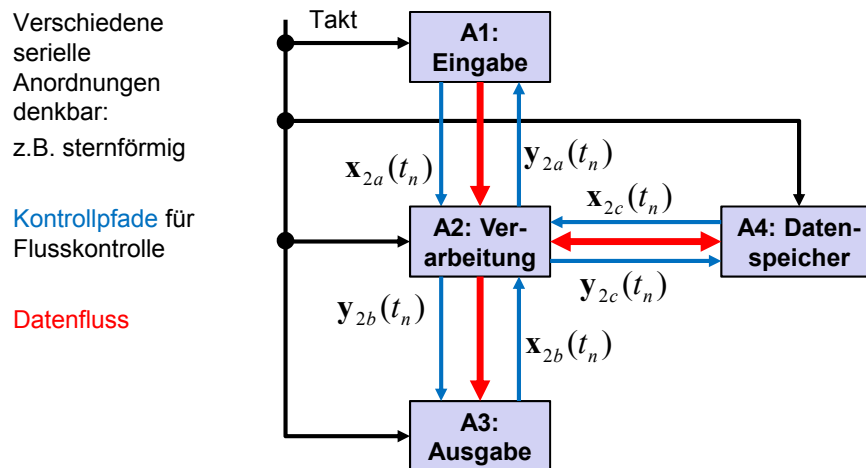 Verschiedene
serielle
Anordnungen
denkbar:
z.B. sternförmig
Kontrollpfade für
Flusskontrolle
Datenfluss
Takt
A1:
Eingabe
x2a(tn)
y2a(tn)
x2c(tn)
A2: Ver-
arbeitung
A4: Daten-
speicher
y2c(tn)
y2b(tn)
x2b(tn)
A3:
Ausgabe